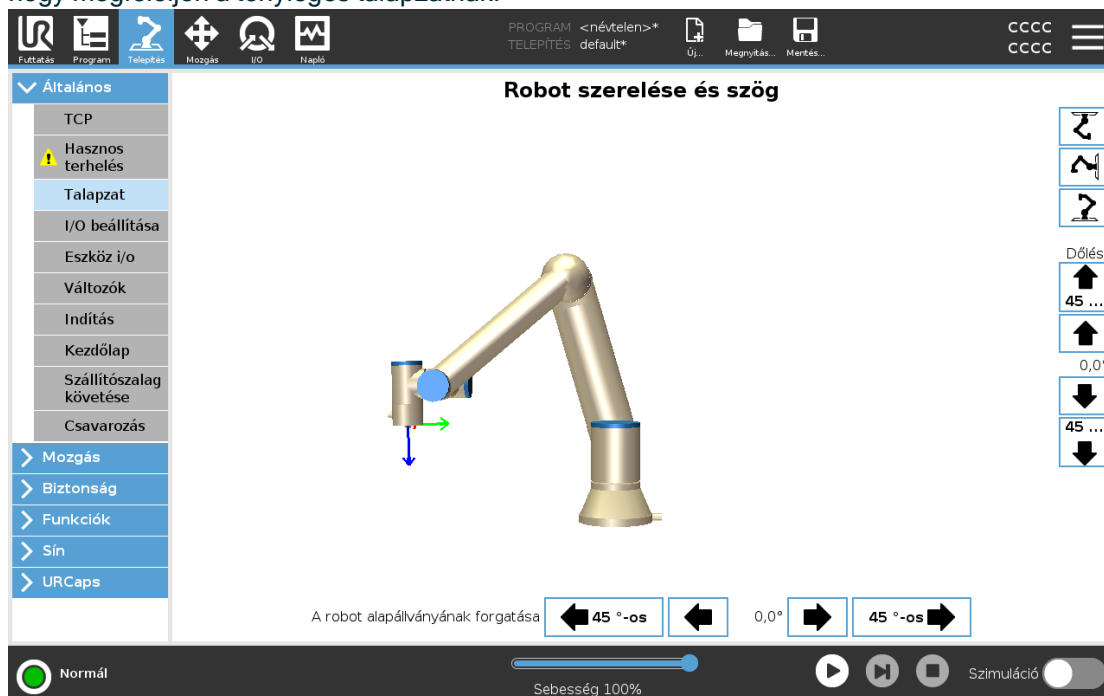 hogy megfeleljen a tényleges talapzatnak.
UR
PROGRAM <névtelen>*
TELEPÍTÉS default*
Futtatás Program Telepítés Mozgás I/O Napló
Új... Megnyitás... Mentés...
CCCC
CCCC
Általános
TCP
Hasznos
terhelés
Talapzat
I/O beállítása
Eszköz i/o
Változók
Indítás
Kezdőlap
Szállítószalag
követése
Csavarozás
Mozgás
Biztonság
Funkciók
Sín
URCaps
Robot szerelése és szög
Dőlés
45 ...
0,0°
45 ...
A robot alapállványának forgatása 45 °-os 0,0° 45 °-os
Normál
Sebesség 100%
Szimuláció